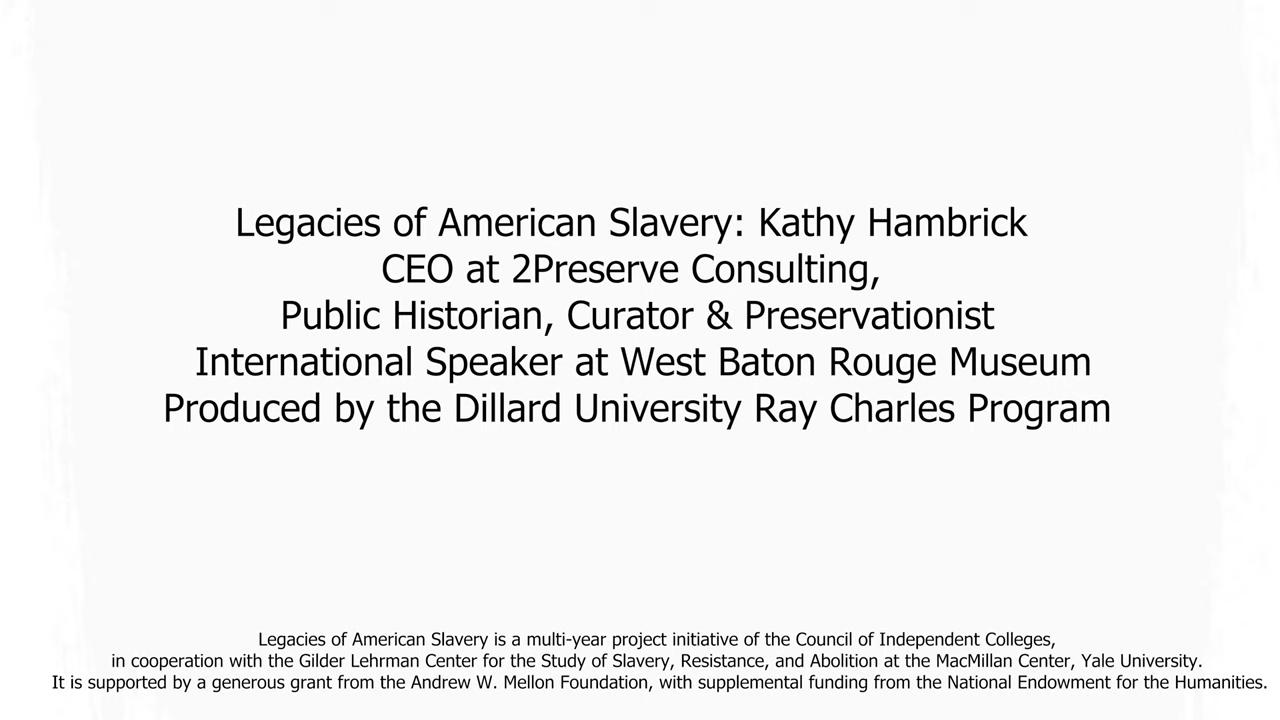 Legacies of American Slavery: Kathy Hambrick
CEO at 2Preserve Consulting,
Public Historian, Curator & Preservationist
International Speaker at West Baton Rouge Museum
Produced by the Dillard University Ray Charles Program
Legacies of American Slavery is a multi-year project initiative of the Council of Independent Colleges,
in cooperation with the Gilder Lehrman Center for the Study of Slavery, Resistance, and Abolition at the MacMillan Center, Yale University.
It is supported by a generous grant from the Andrew W. Mellon Foundation, with supplemental funding from the National Endowment for the Humanities.